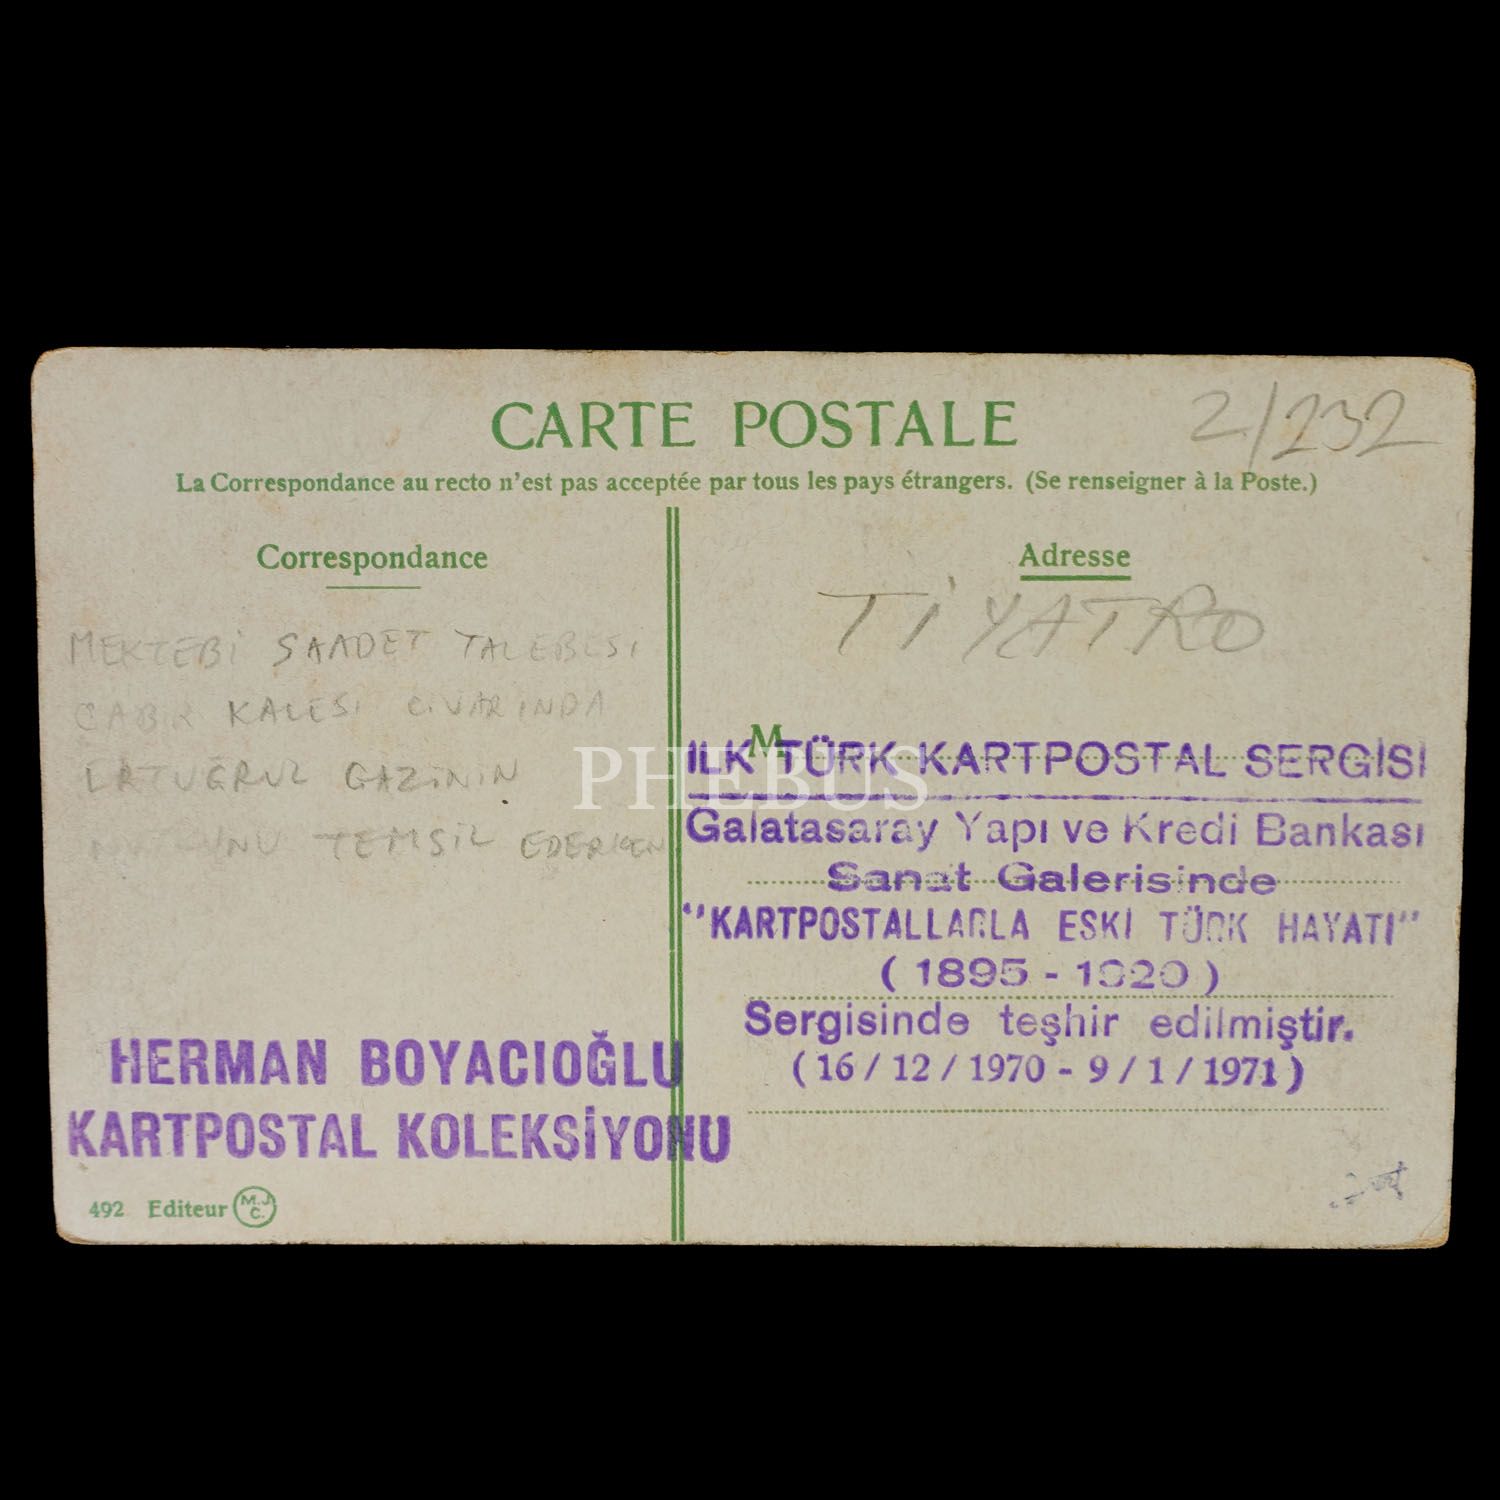 CARTE POSTALE
2/232
La Correspondance au recto n'est pas acceptée par tous les pays étrangers. (Se renseigner à la Poste.)
Correspondance
MEKTEBİ SAADET TALEBESİ
CABER KALESİ CİVARINDA
ERTUĞRUL GAZİNİN
TEMSİL EDERKEN
HERMAN BOYACIOĞLU
KARTPOSTAL KOLEKSİYONU
492 Editeur M.J.C.
Adresse
TİYATRO
M
ILK TÜRK KARTPOSTAL SERGİSİ
Galatasaray Yapı ve Kredi Bankası
Sanat Galerisinde
"KARTPOSTALLARLA ESKİ TÜRK HAYATI"
( 1895 - 1920 )
Sergisinde teşhir edilmiştir.
( 16 / 12 / 1970 - 9 / 1 / 1971 )
PHEBUS